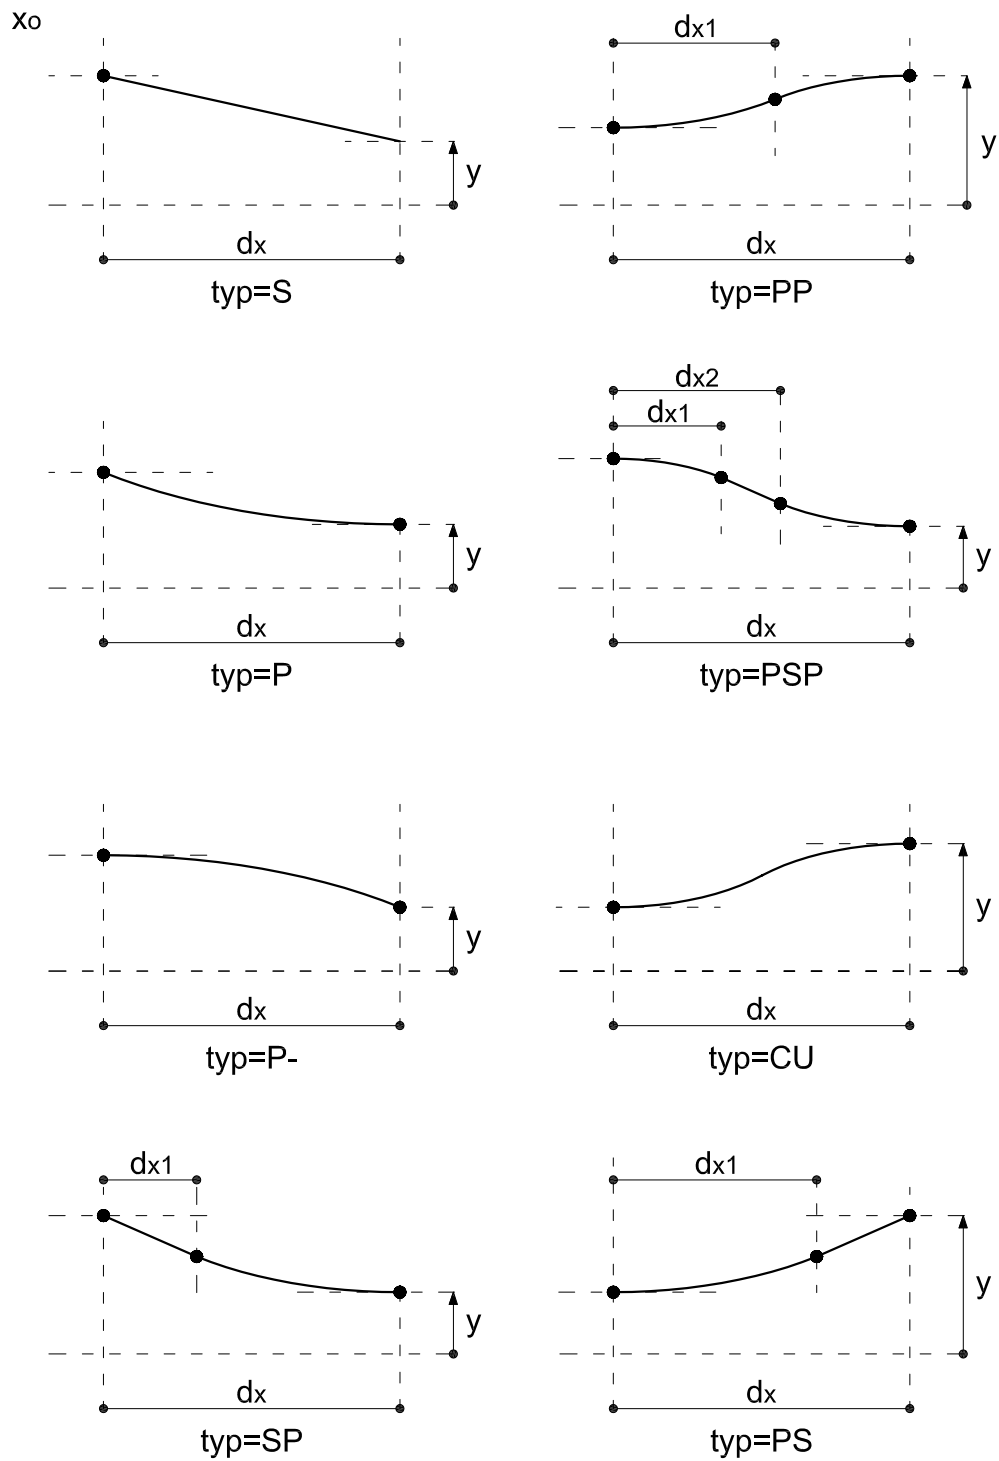 xo
y
dx
typ=S
dx1
y
dx
typ=PP
y
dx
typ=P
dx2
dx1
y
dx
typ=PSP
y
dx
typ=P-
y
dx
typ=CU
dx1
y
dx
typ=SP
dx1
y
dx
typ=PS